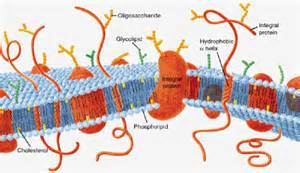 Oligosaccharide
Glycolipid
Hydrophobic
α helix
Integral
protein
Integral
protein
Phospholipid
Cholesterol